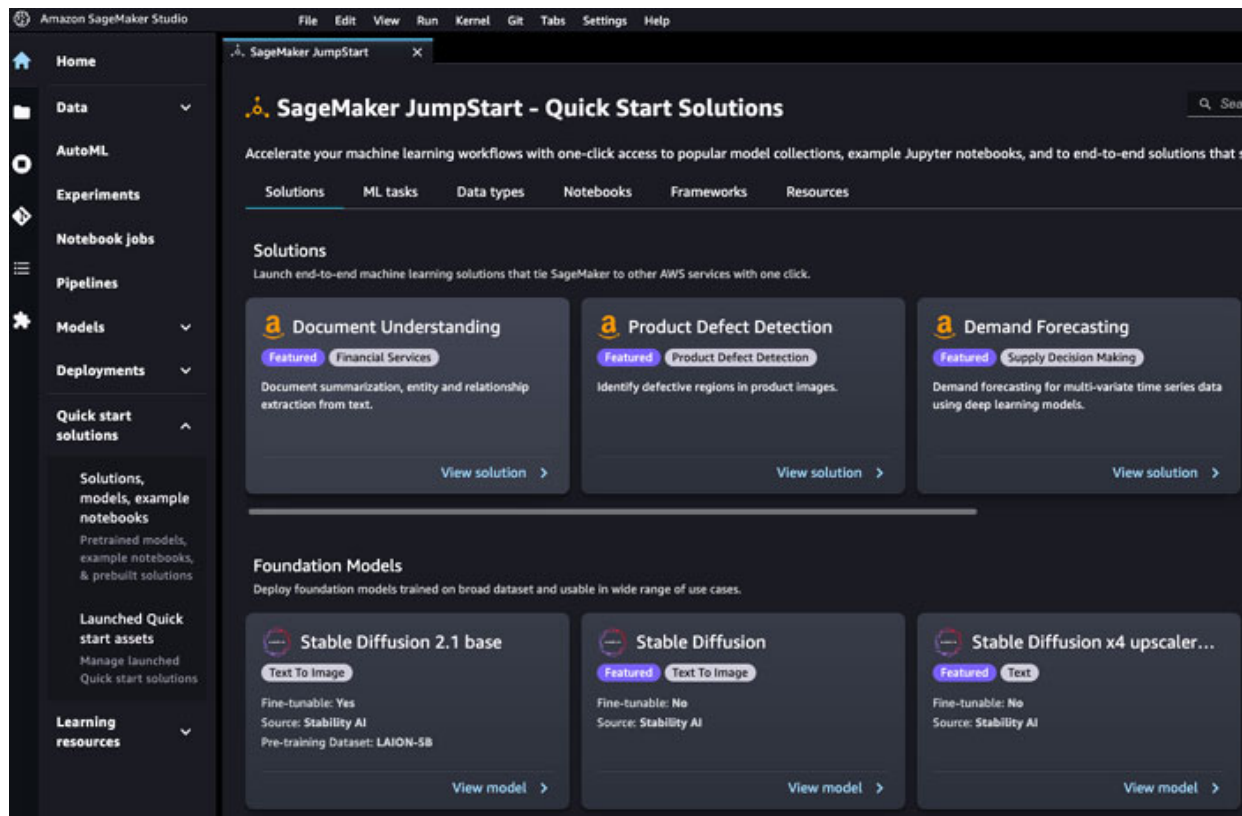 Amazon SageMaker Studio
File Edit View Run Kernel Git Tabs Settings Help
SageMaker JumpStart X
Home
Data
AutoML
Experiments
Notebook jobs
Pipelines
Models
Deployments
Quick start
solutions
Solutions,
models, example
notebooks
Pretrained models,
example notebooks,
& prebuilt solutions
Launched Quick
start assets
Manage launched
Quick start solutions
Learning
resources
SageMaker JumpStart - Quick Start Solutions
Sea
Accelerate your machine learning workflows with one-click access to popular model collections, example Jupyter notebooks, and to end-to-end solutions that s
Solutions ML tasks Data types Notebooks Frameworks Resources
Solutions
Launch end-to-end machine learning solutions that tie SageMaker to other AWS services with one click.
Document Understanding
Featured Financial Services
Document summarization, entity and relationship
extraction from text.
View solution >
Product Defect Detection
Featured Product Defect Detection
Identify defective regions in product images.
View solution >
Demand Forecasting
Featured Supply Decision Making
Demand forecasting for multi-variate time series data
using deep learning models.
View solution >
Foundation Models
Deploy foundation models trained on broad dataset and usable in wide range of use cases.
Stable Diffusion 2.1 base
Text To Image
Fine-tunable: Yes
Source: Stability AI
Pre-training Dataset: LAION-5B
View model >
Stable Diffusion
Featured Text To Image
Fine-tunable: No
Source: Stability AI
View model >
Stable Diffusion x4 upscaler...
Featured Text
Fine-tunable: No
Source: Stability AI
View model >